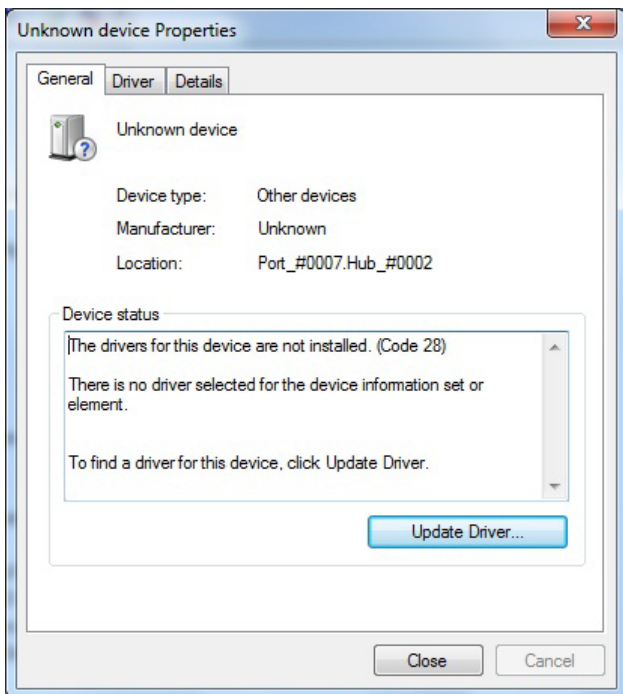 Unknown device Properties
General Driver Details
Unknown device
Device type: Other devices
Manufacturer: Unknown
Location: Port_#0007.Hub_#0002
Device status
The drivers for this device are not installed. (Code 28)
There is no driver selected for the device information set or
element.
To find a driver for this device, click Update Driver.
Update Driver...
Close Cancel